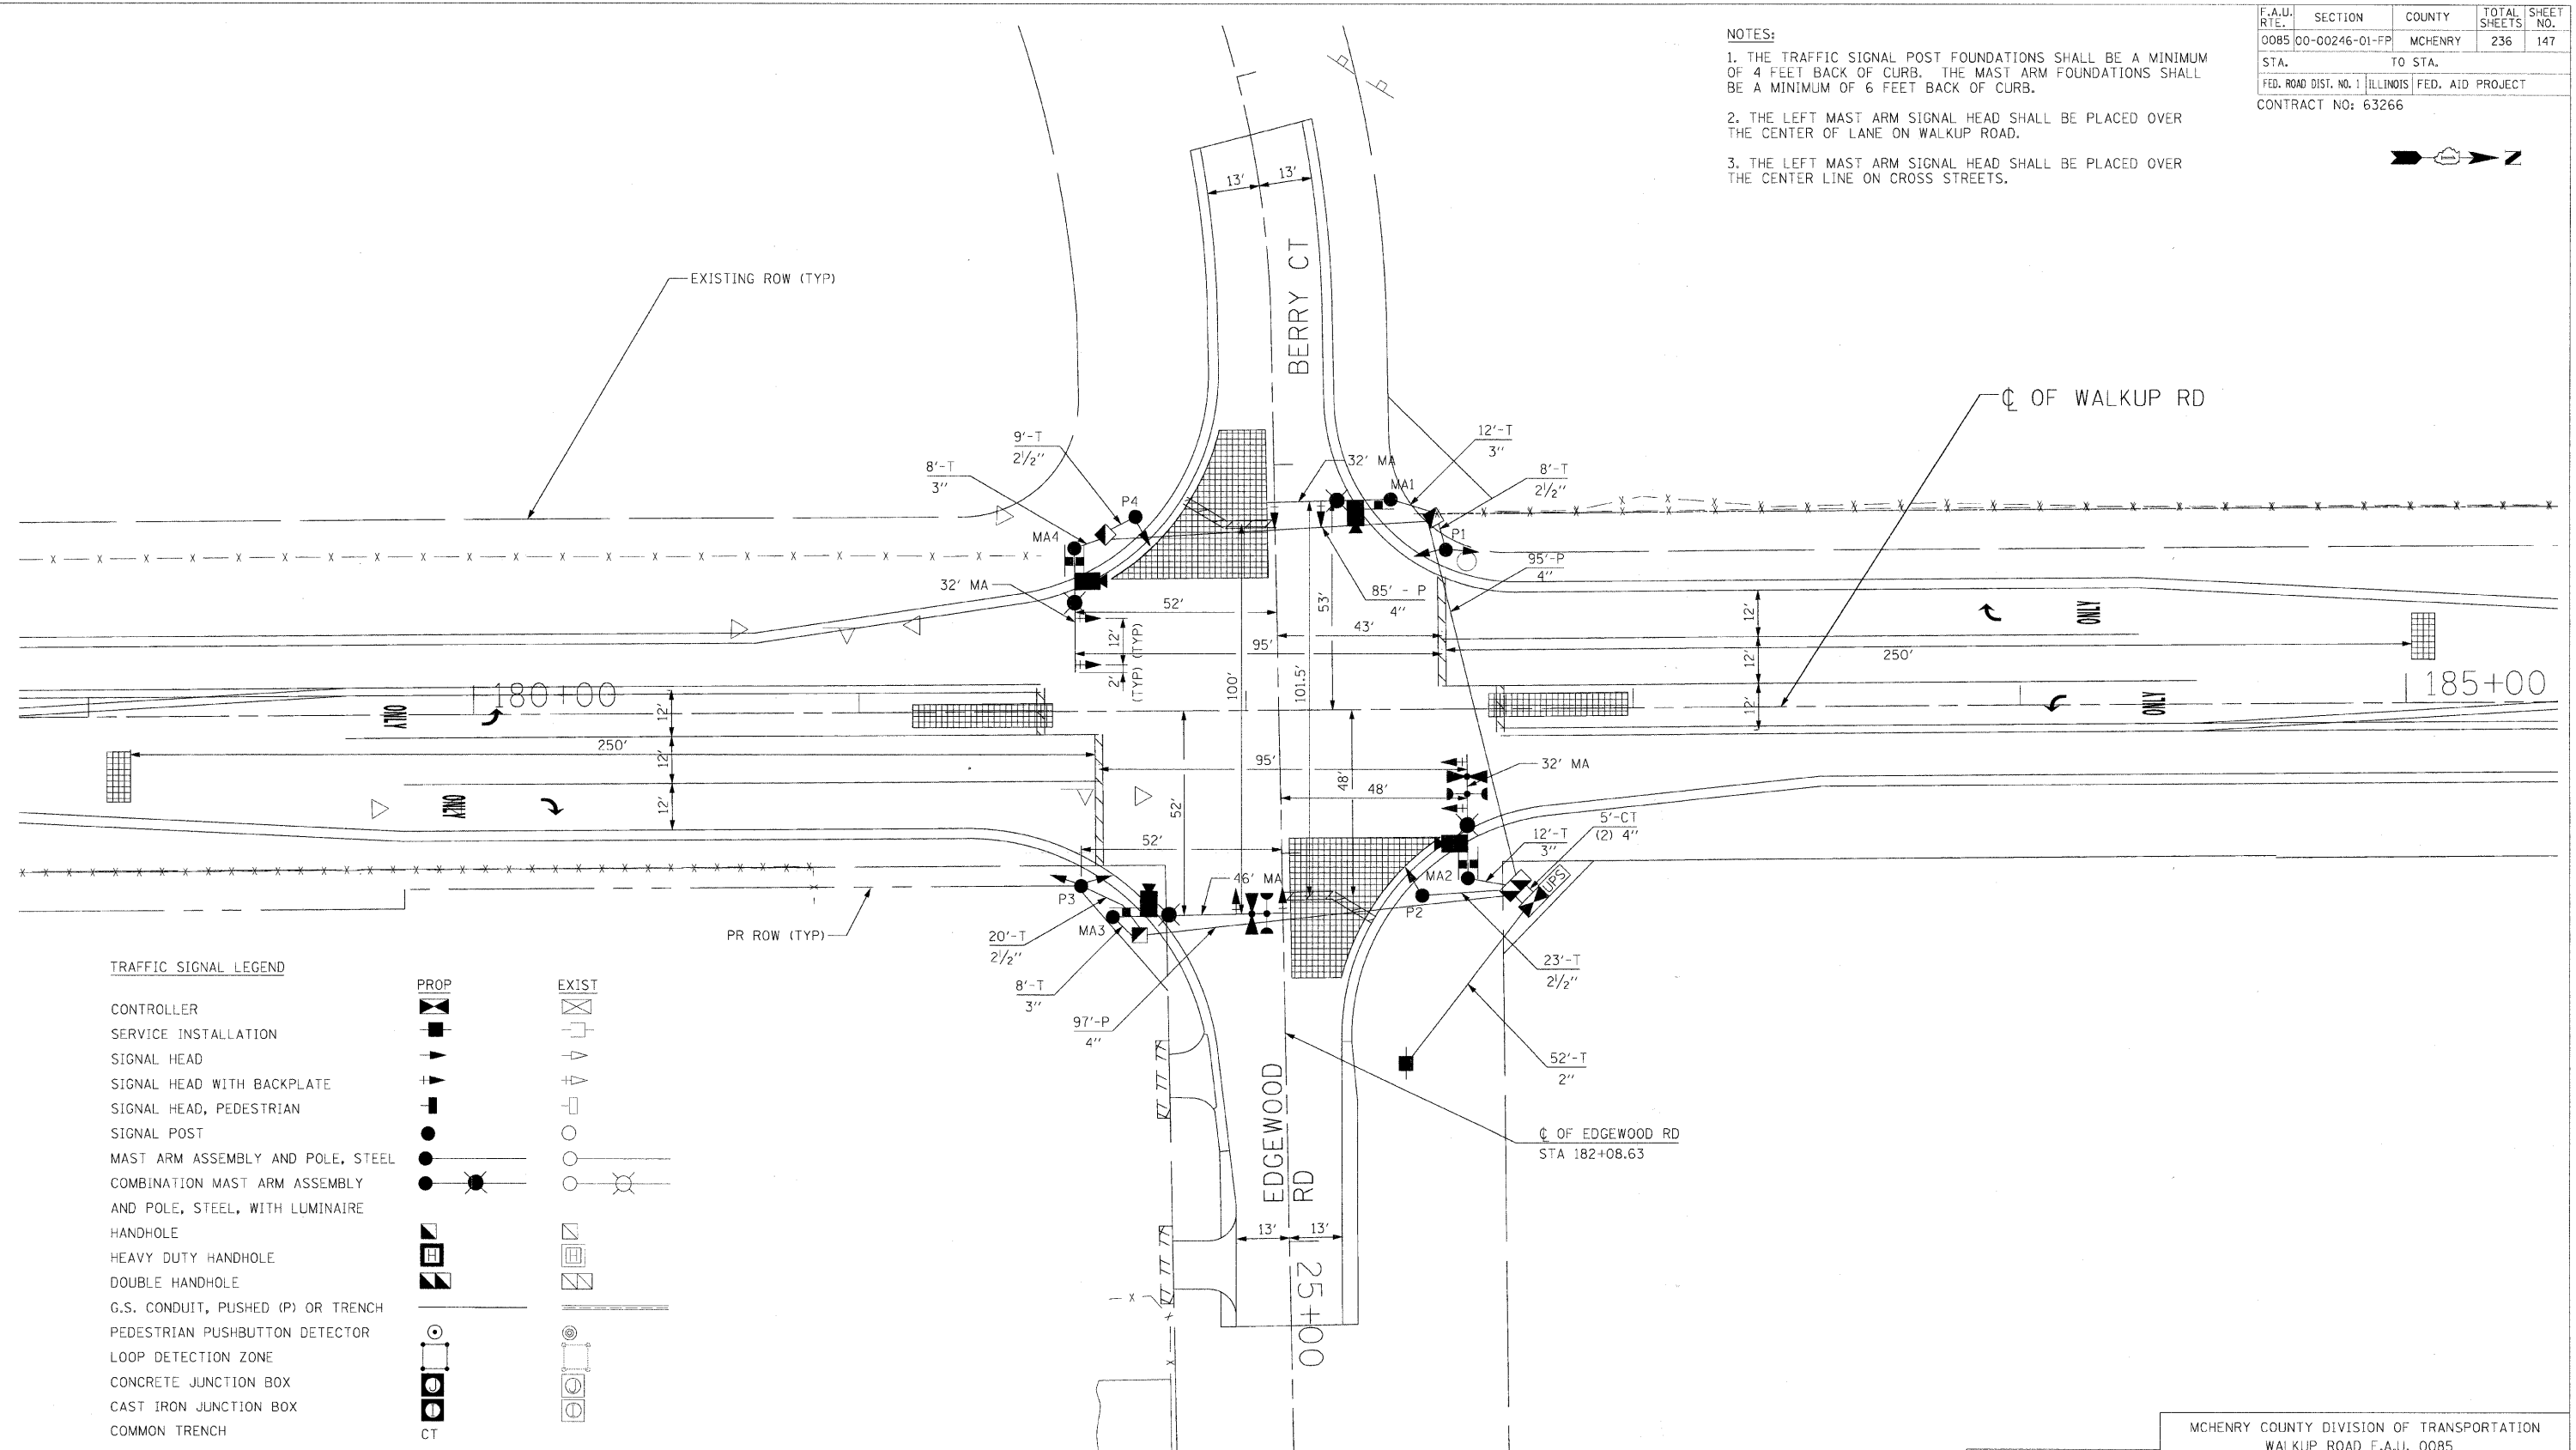 F.A.U. RTE. SECTION COUNTY TOTAL SHEETS SHEET NO.
0085 00-00246-01-FP MCHENRY 236 147
STA. TO STA.
FED. ROAD DIST. NO. 1 ILLINOIS FED. AID PROJECT
CONTRACT NO: 63266
N
NOTES:
1. THE TRAFFIC SIGNAL POST FOUNDATIONS SHALL BE A MINIMUM
OF 4 FEET BACK OF CURB. THE MAST ARM FOUNDATIONS SHALL
BE A MINIMUM OF 6 FEET BACK OF CURB.
2. THE LEFT MAST ARM SIGNAL HEAD SHALL BE PLACED OVER
THE CENTER OF LANE ON WALKUP ROAD.
3. THE LEFT MAST ARM SIGNAL HEAD SHALL BE PLACED OVER
THE CENTER LINE ON CROSS STREETS.
13' 13'
BERRY CT
EXISTING ROW (TYP)
℄ OF WALKUP RD
9'-T
2½"
8'-T
3"
P4
MA4
32' MA
32' MA
MA1
12'-T
3"
8'-T
2½"
P1
95'-P
4"
85' - P
4"
52'
53'
43'
95'
12'
(TYP)
2'
(TYP)
100'
101.5'
12'
12'
12'
ONLY
250'
ONLY
185+00
180+00
ONLY
12'
12'
12'
250'
ONLY
95'
52'
48'
48'
52'
32' MA
5'-CT
(2) 4"
12'-T
3"
UPS
MA2
P2
46' MA
P3
MA3
20'-T
2½"
8'-T
3"
97'-P
4"
23'-T
2½"
52'-T
2"
PR ROW (TYP)
℄ OF EDGEWOOD RD
STA 182+08.63
EDGEWOOD
RD
13' 13'
25+00
TRAFFIC SIGNAL LEGEND
PROP EXIST
CONTROLLER
SERVICE INSTALLATION
SIGNAL HEAD
SIGNAL HEAD WITH BACKPLATE
SIGNAL HEAD, PEDESTRIAN
SIGNAL POST
MAST ARM ASSEMBLY AND POLE, STEEL
COMBINATION MAST ARM ASSEMBLY
AND POLE, STEEL, WITH LUMINAIRE
HANDHOLE
HEAVY DUTY HANDHOLE H H
DOUBLE HANDHOLE
G.S. CONDUIT, PUSHED (P) OR TRENCH
PEDESTRIAN PUSHBUTTON DETECTOR
LOOP DETECTION ZONE
CONCRETE JUNCTION BOX J J
CAST IRON JUNCTION BOX I I
COMMON TRENCH CT
MCHENRY COUNTY DIVISION OF TRANSPORTATION
WALKUP ROAD F.A.U. 0085